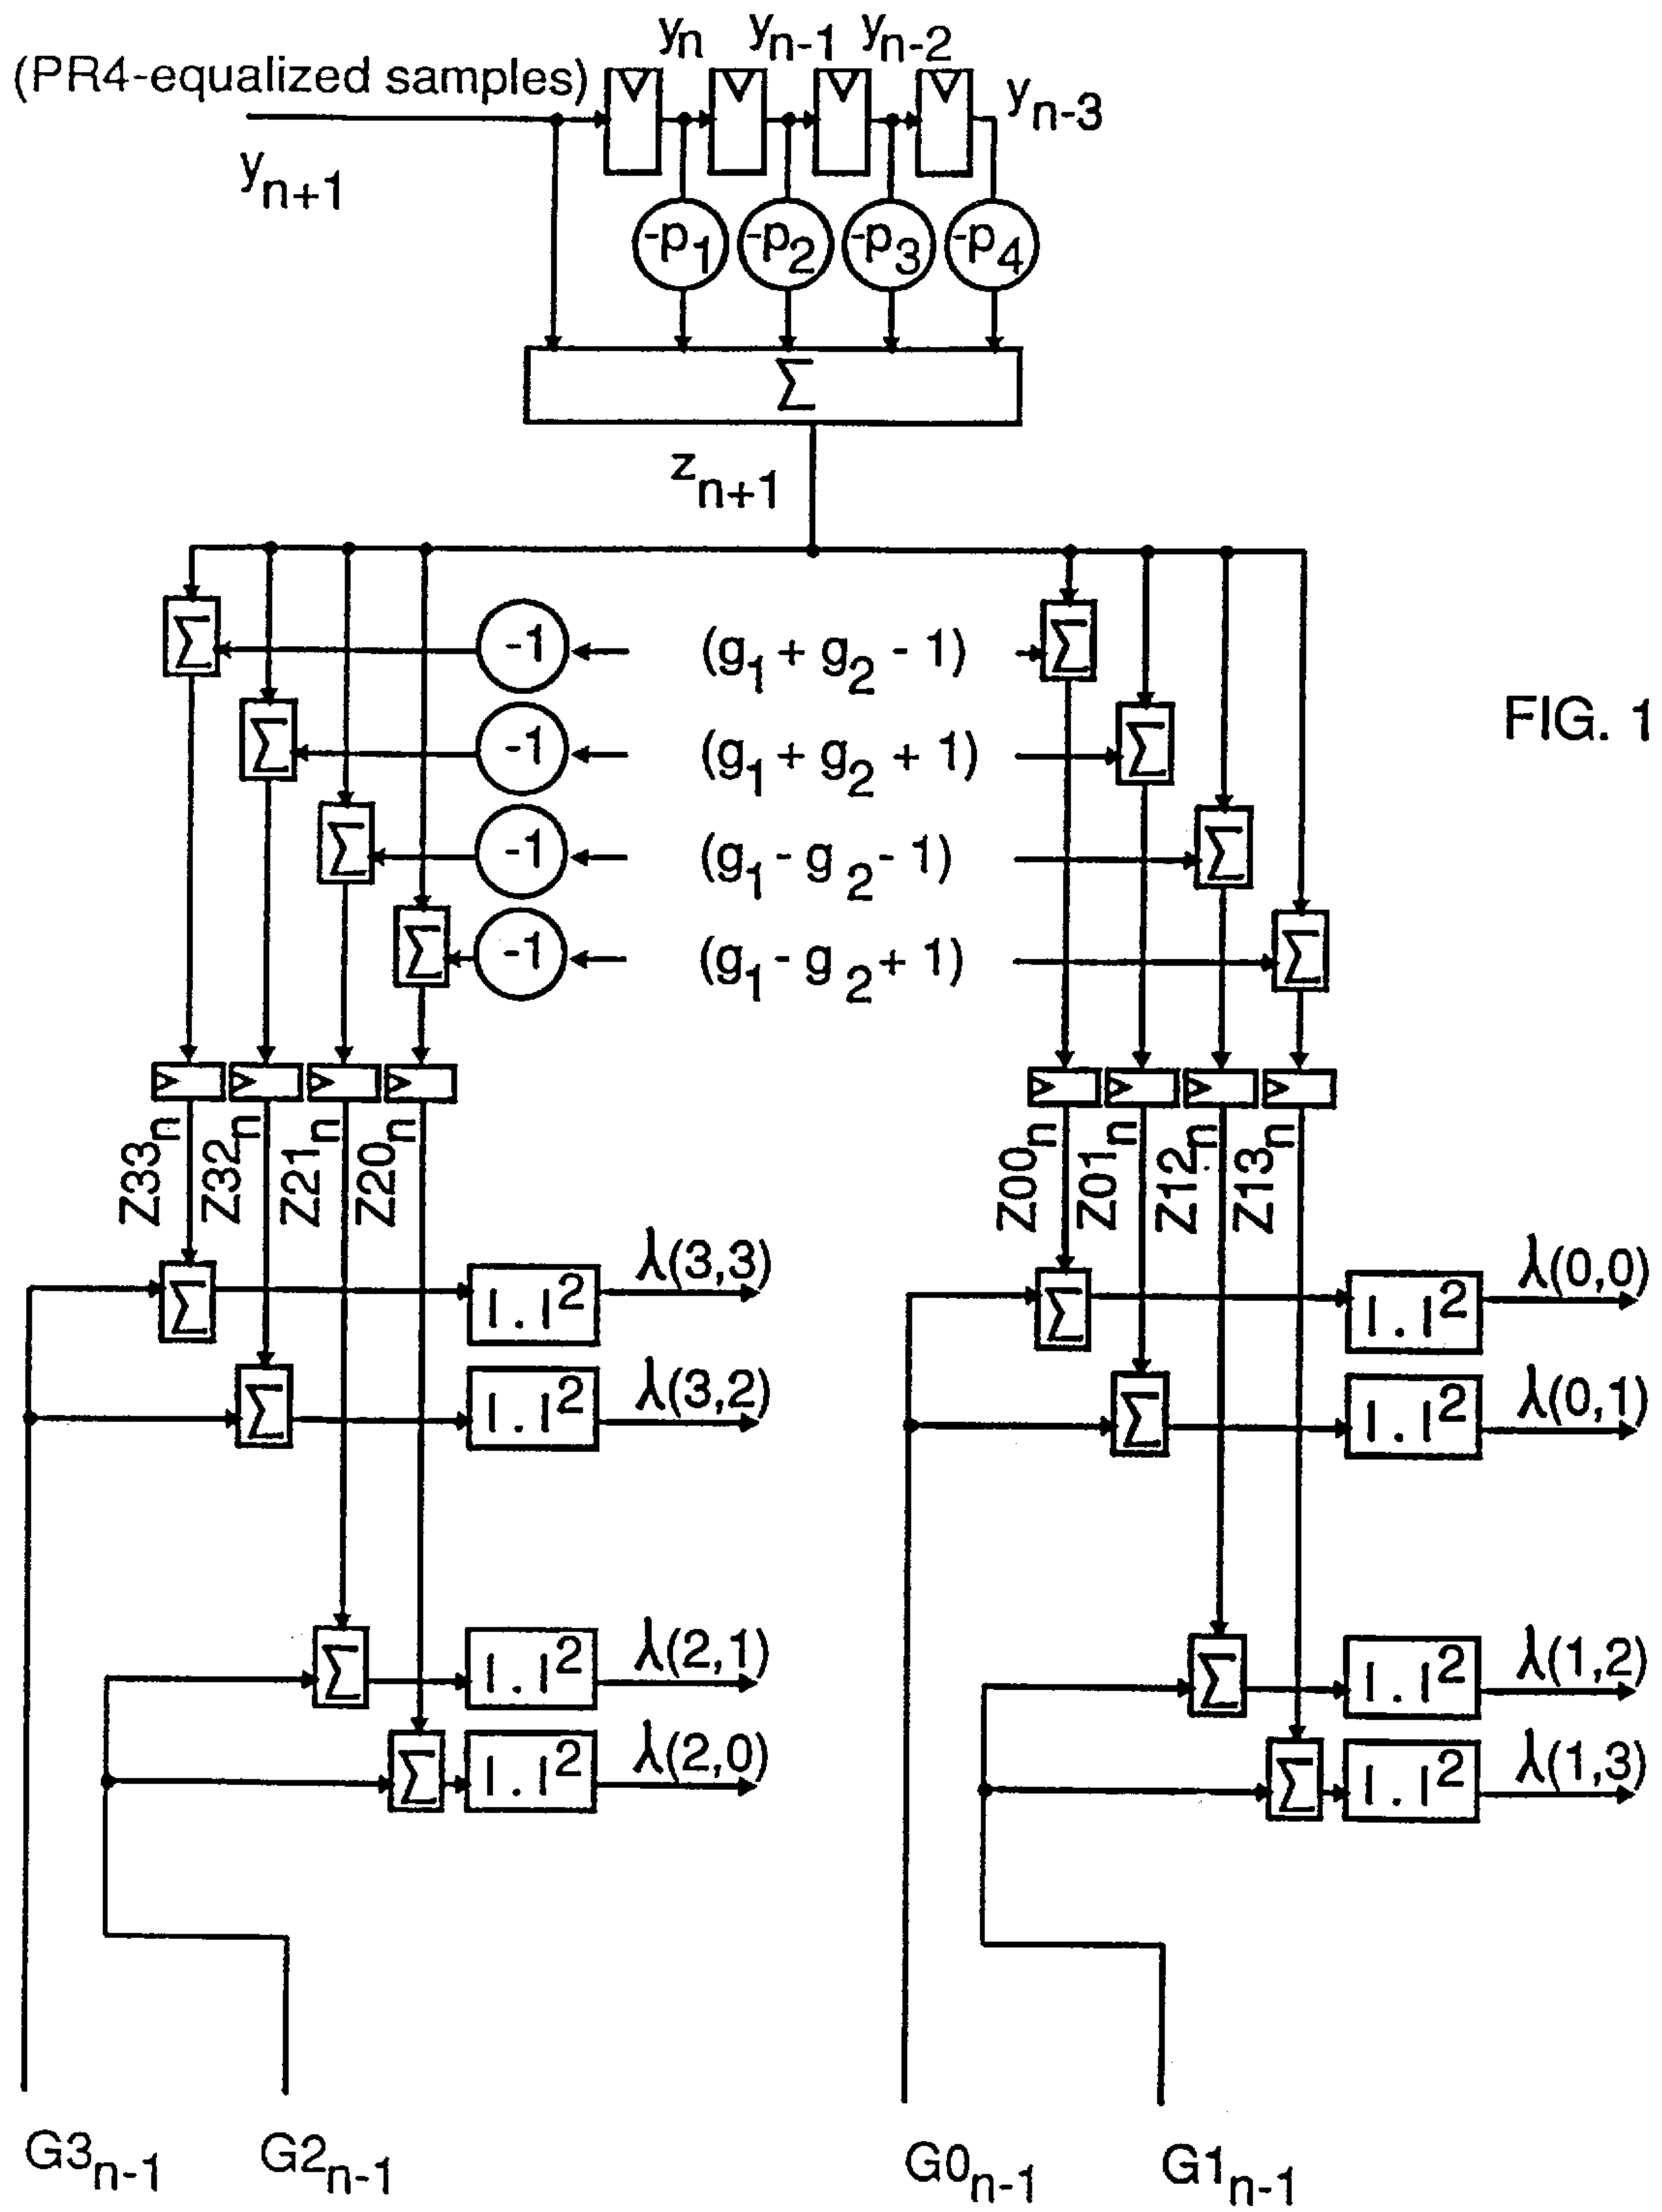 yn yn-1 yn-2
(PR4-equalized samples)
yn-3
yn+1
-p1 -p2 -p3 -p4
Σ
zn+1
Σ -1 (g1 + g2 - 1) Σ
Σ -1 (g1 + g2 + 1) Σ
FIG. 1
Σ -1 (g1 - g2 - 1) Σ
Σ -1 (g1 - g2 + 1) Σ
Z33n Z32n Z21n Z20n
Z00n Z01n Z12n Z13n
Σ |.|2 λ(3,3)
Σ |.|2 λ(0,0)
Σ |.|2 λ(3,2)
Σ |.|2 λ(0,1)
Σ |.|2 λ(2,1)
Σ |.|2 λ(1,2)
Σ |.|2 λ(2,0)
Σ |.|2 λ(1,3)
G3n-1 G2n-1 G0n-1 G1n-1